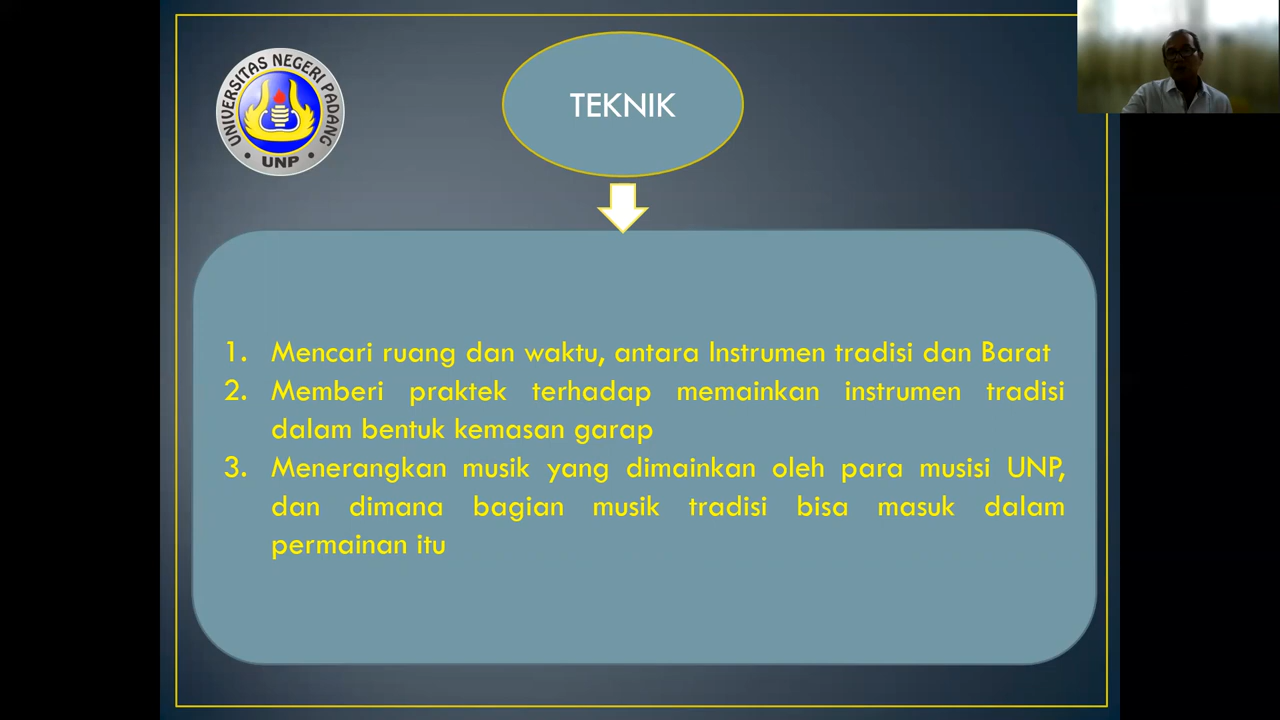 UNIVERSITAS NEGERI PADANG
• UNP •
TEKNIK
1. Mencari ruang dan waktu, antara Instrumen tradisi dan Barat
2. Memberi praktek terhadap memainkan instrumen tradisi
dalam bentuk kemasan garap
3. Menerangkan musik yang dimainkan oleh para musisi UNP,
dan dimana bagian musik tradisi bisa masuk dalam
permainan itu